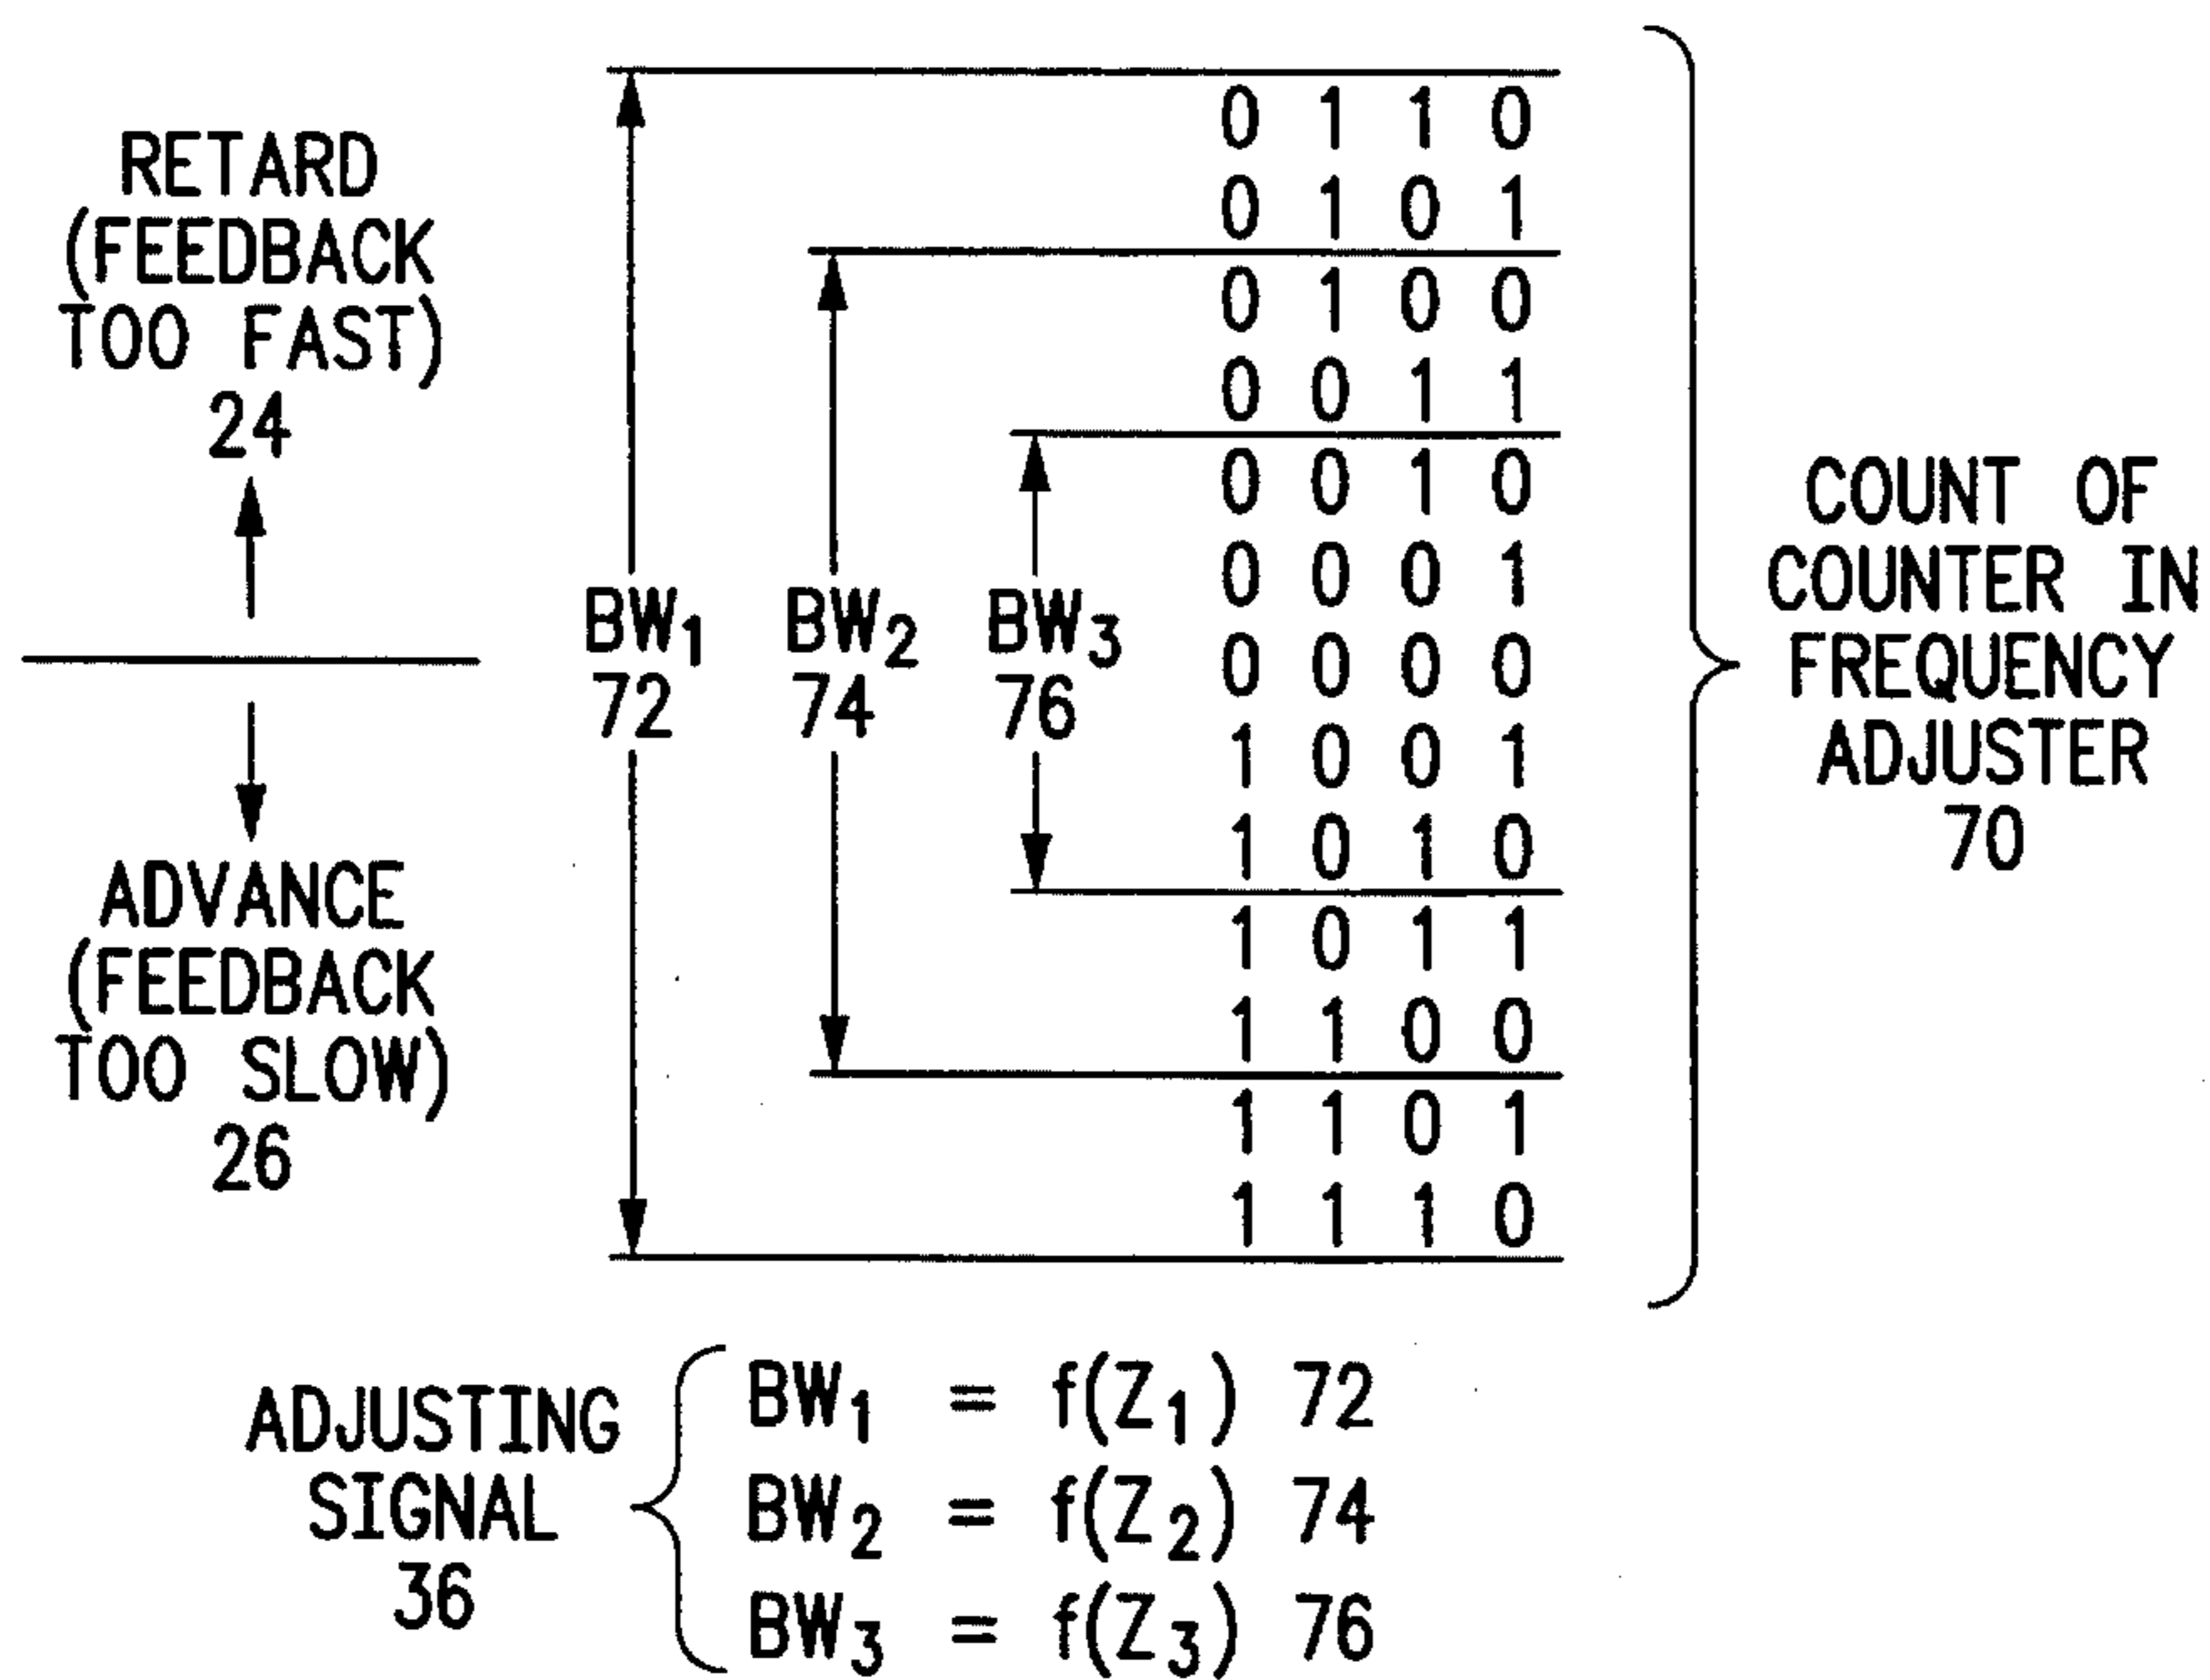 RETARD
(FEEDBACK
TOO FAST)
24
ADVANCE
(FEEDBACK
TOO SLOW)
26
BW1
72
BW2
74
BW3
76
0 1 1 0
0 1 0 1
0 1 0 0
0 0 1 1
0 0 1 0
0 0 0 1
0 0 0 0
1 0 0 1
1 0 1 0
1 0 1 1
1 1 0 0
1 1 0 1
1 1 1 0
COUNT OF
COUNTER IN
FREQUENCY
ADJUSTER
70
ADJUSTING
SIGNAL
36
BW1 = f(Z1) 72
BW2 = f(Z2) 74
BW3 = f(Z3) 76